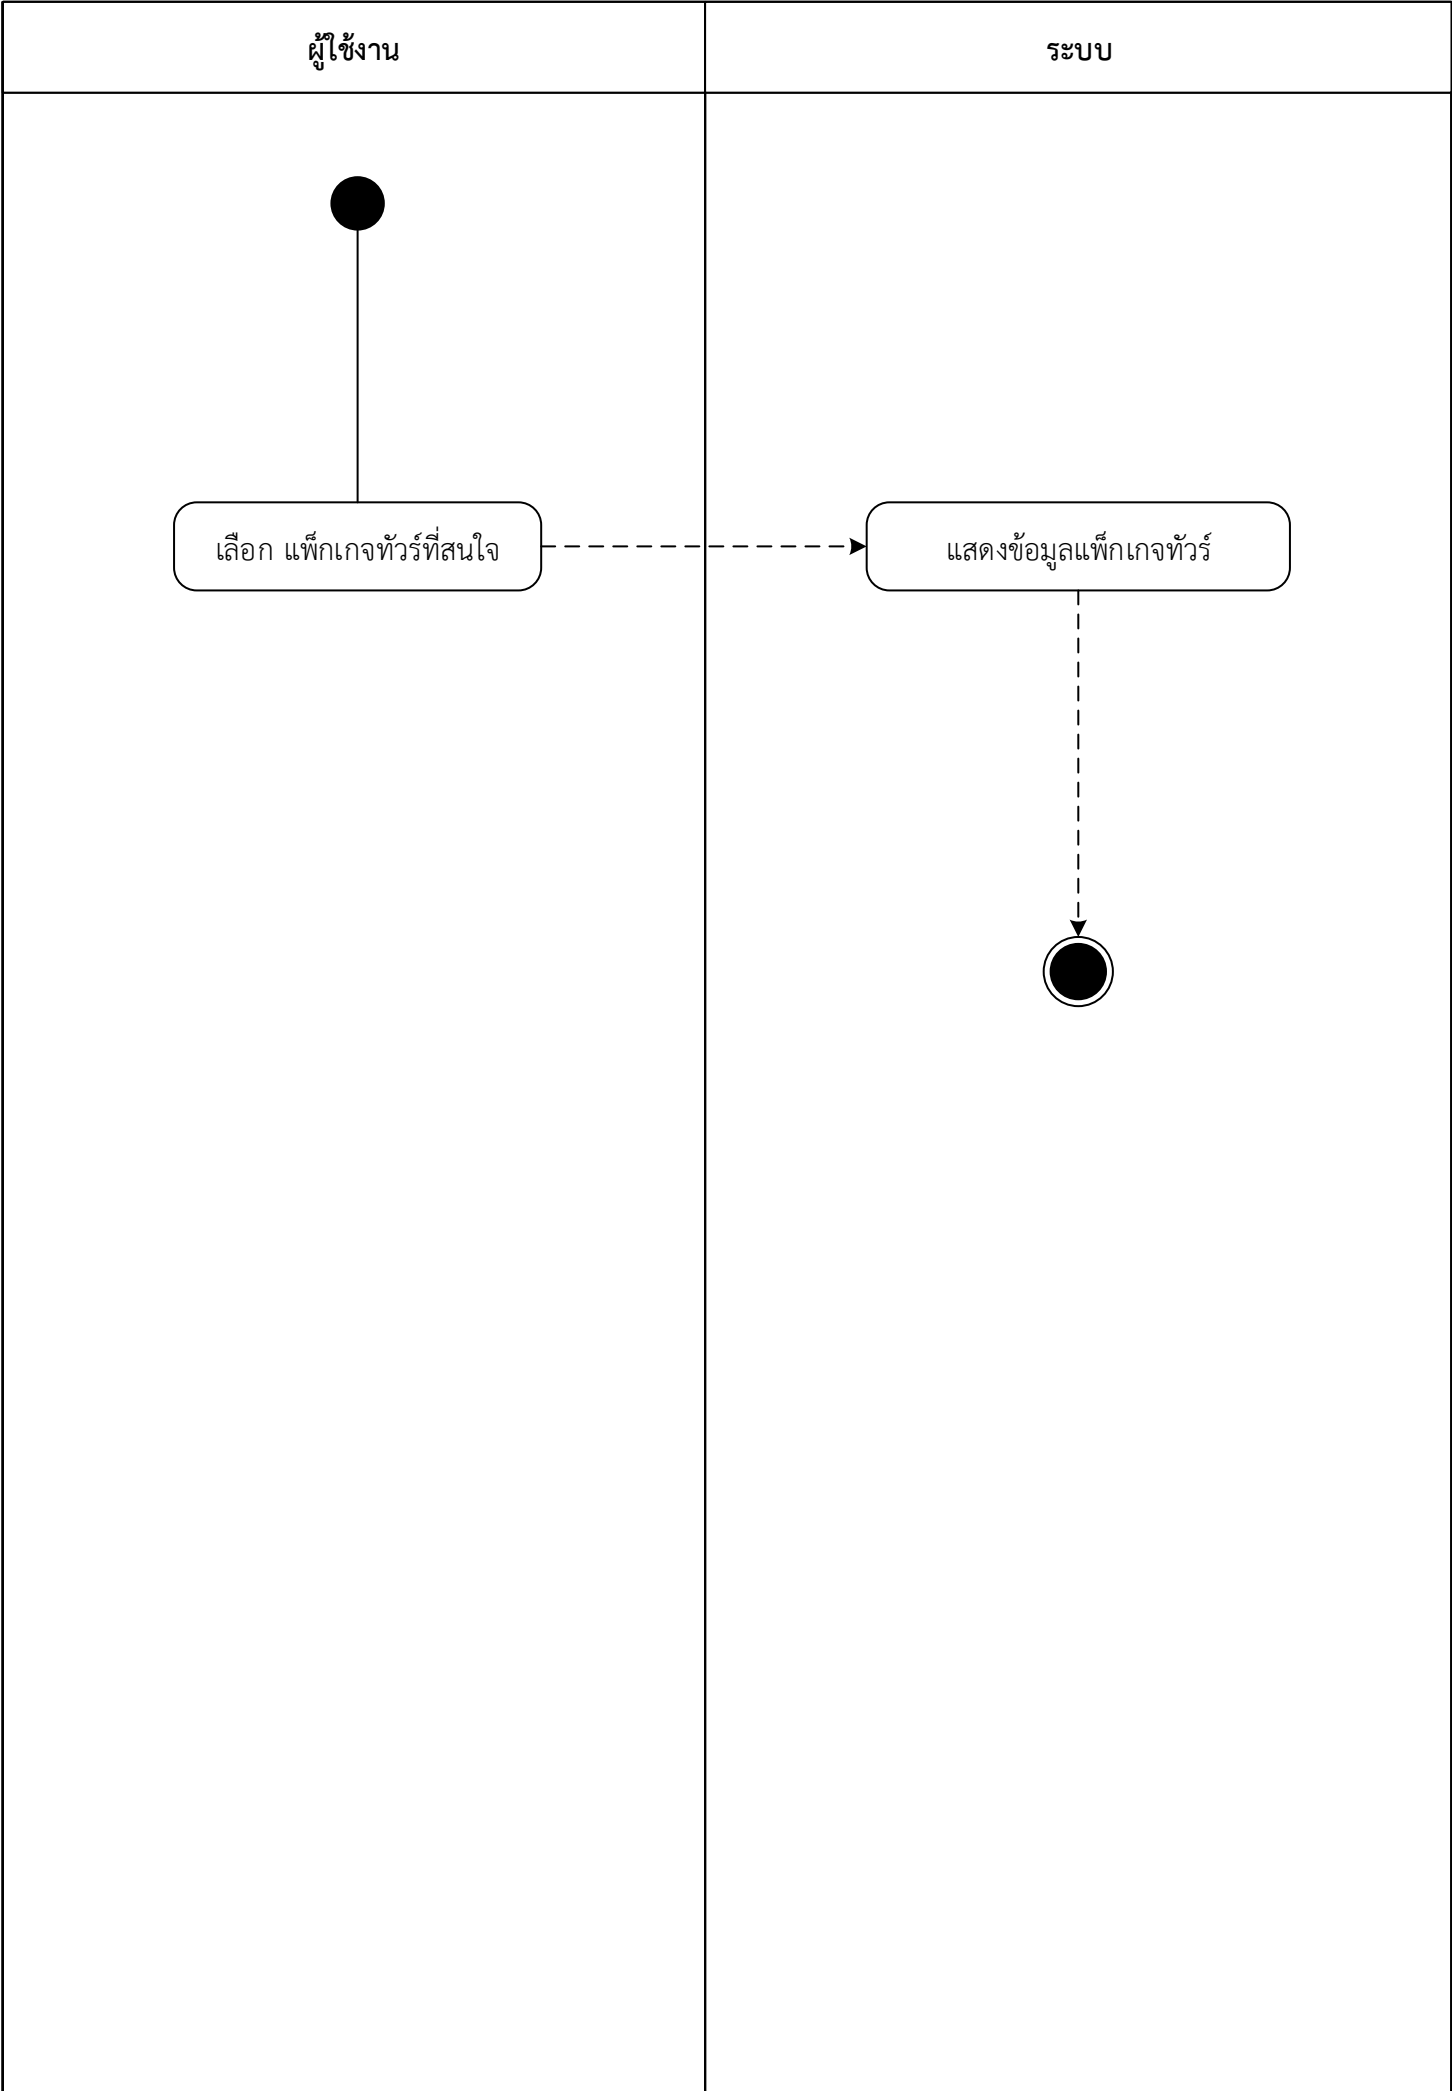 ผู้ใช้งาน
ระบบ
เลือก แพ็กเกจทัวร์ที่สนใจ
แสดงข้อมูลแพ็กเกจทัวร์